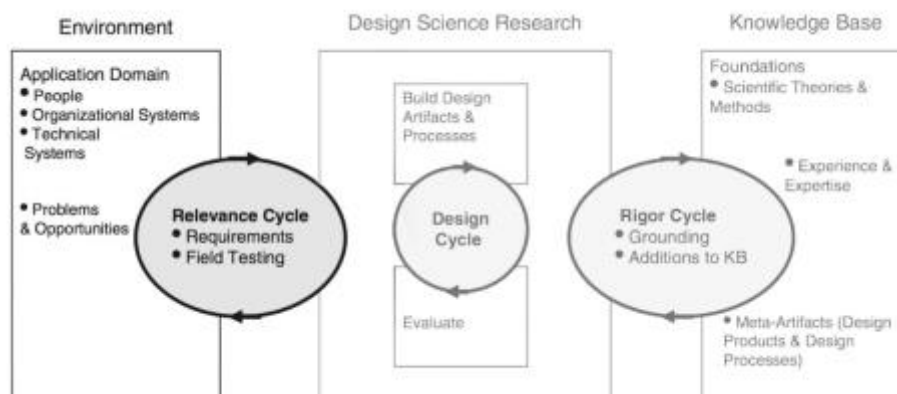 Environment
Design Science Research
Knowledge Base
Application Domain
● People
● Organizational Systems
● Technical
Systems
● Problems
& Opportunities
Relevance Cycle
● Requirements
● Field Testing
Build Design
Artifacts &
Processes
Design
Cycle
Evaluate
Rigor Cycle
● Grounding
● Additions to KB
Foundations
● Scientific Theories &
Methods
● Experience &
Expertise
● Meta-Artifacts (Design
Products & Design
Processes)